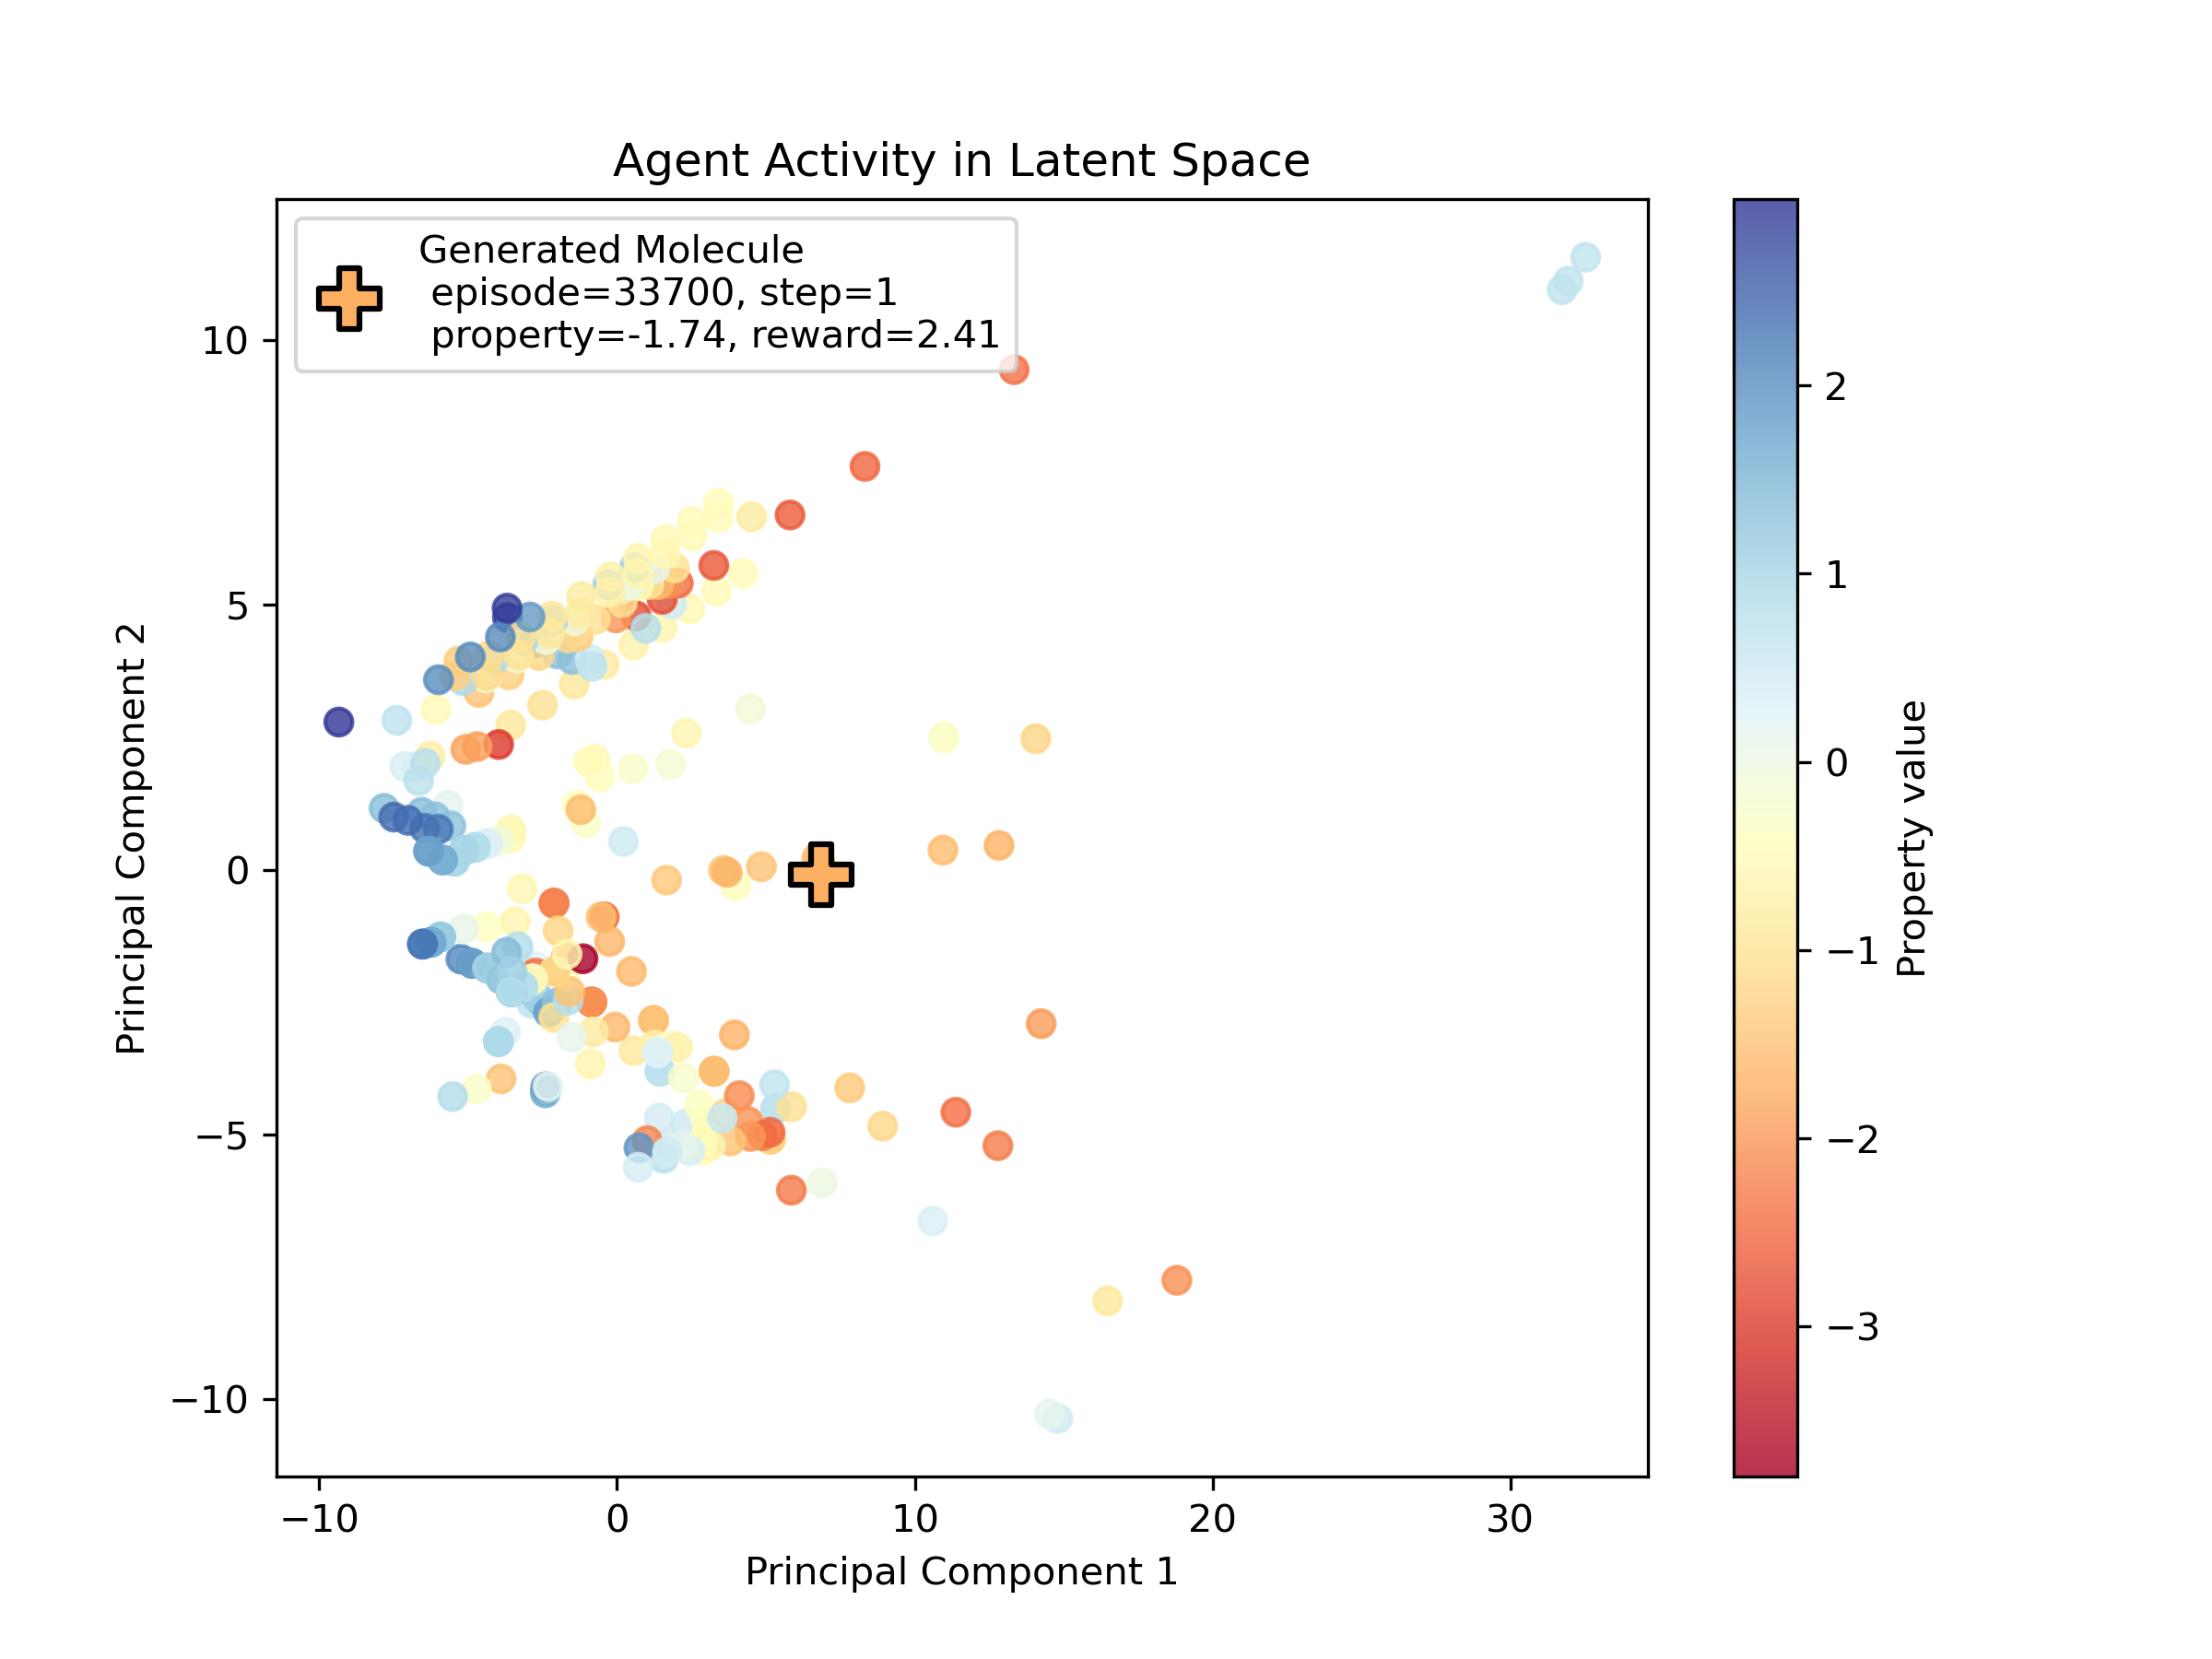 Agent Activity in Latent Space
Generated Molecule
episode=33700, step=1
property=-1.74, reward=2.41
10
5
0
−5
−10
Principal Component 2
−10
0
10
20
30
Principal Component 1
2
1
0
−1
−2
−3
Property value